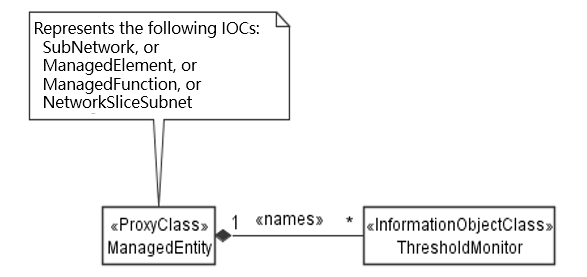 Represents the following IOCs:
SubNetwork, or
ManagedElement, or
ManagedFunction, or
NetworkSliceSubnet
«ProxyClass»
ManagedEntity
1
«names»
*
«InformationObjectClass»
ThresholdMonitor